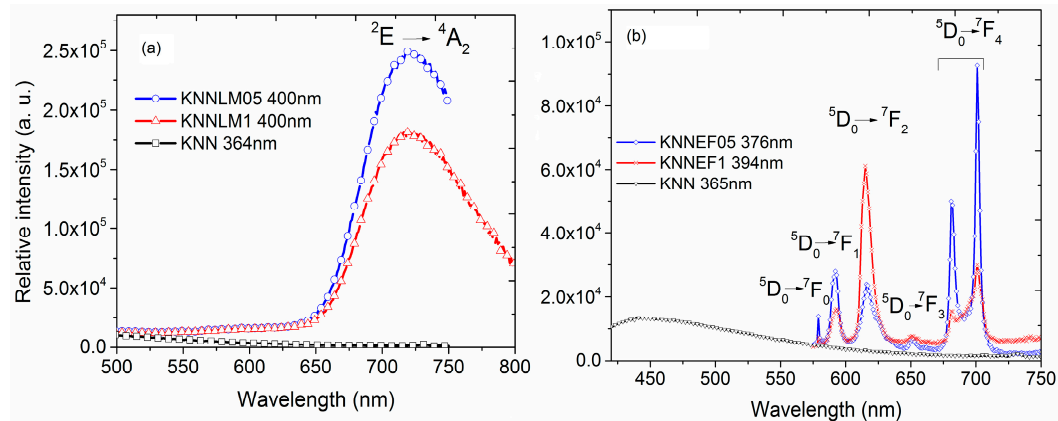 (a)
²E → ⁴A₂
KNNLM05 400nm
KNNLM1 400nm
KNN 364nm
Relative intensity (a. u.)
2.5x10⁵
2.0x10⁵
1.5x10⁵
1.0x10⁵
5.0x10⁴
0.0
500 550 600 650 700 750 800
Wavelength (nm)
(b)
⁵D₀→⁷F₄
⁵D₀→⁷F₂
KNNEF05 376nm
KNNEF1 394nm
KNN 365nm
⁵D₀→⁷F₁
⁵D₀→⁷F₀
⁵D₀→⁷F₃
1.0x10⁵
8.0x10⁴
6.0x10⁴
4.0x10⁴
2.0x10⁴
0.0
450 500 550 600 650 700 750
Wavelength (nm)